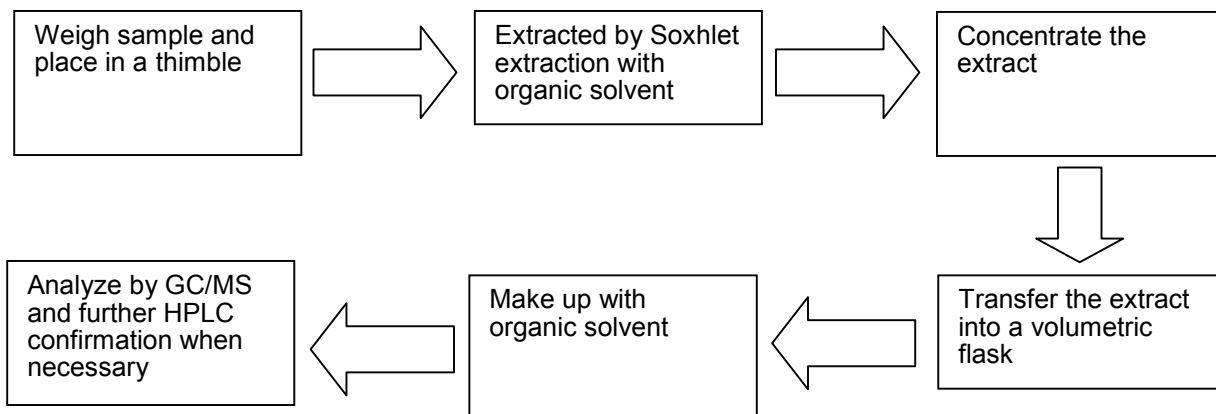 Weigh sample and
place in a thimble
Extracted by Soxhlet
extraction with
organic solvent
Concentrate the
extract
Transfer the extract
into a volumetric
flask
Make up with
organic solvent
Analyze by GC/MS
and further HPLC
confirmation when
necessary